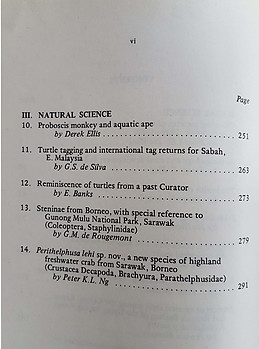 vi
Page
III. NATURAL SCIENCE
10. Proboscis monkey and aquatic ape
by Derek Ellis 251
11. Turtle tagging and international tag returns for Sabah,
E. Malaysia
by G.S. de Silva 263
12. Reminiscence of turtles from a past Curator
by E. Banks 273
13. Steninae from Borneo, with special reference to
Gunong Mulu National Park, Sarawak
(Coleoptera, Staphylinidae)
by G.M. de Rougemont 279
14. Perithelphusa lehi sp. nov., a new species of highland
freshwater crab from Sarawak, Borneo
(Crustacea Decapoda, Brachyura, Parathelphusidae)
by Peter K.L. Ng 291